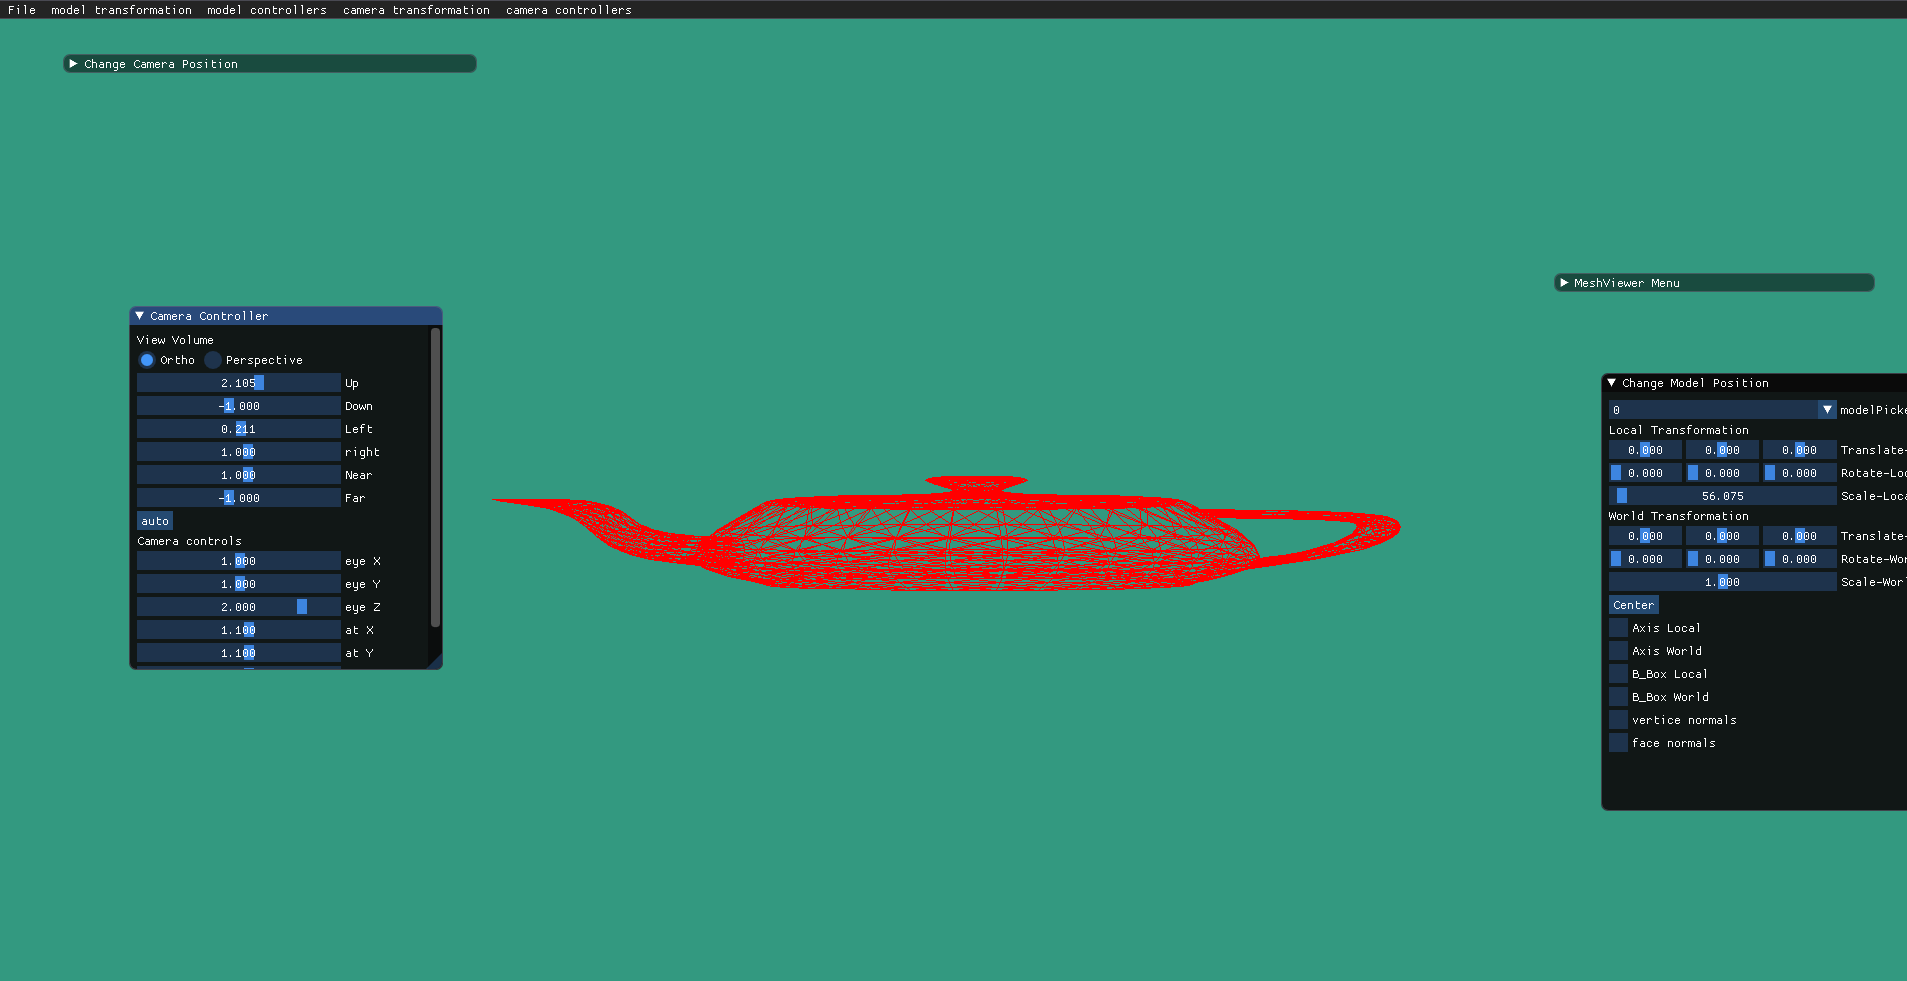 File model transformation model controllers camera transformation camera controllers
Change Camera Position
MeshViewer Menu
Camera Controller
View Volume
Ortho Perspective
2.105 Up
-1.000 Down
0.211 Left
1.000 right
1.000 Near
-1.000 Far
auto
Camera controls
1.000 eye X
1.000 eye Y
2.000 eye Z
1.100 at X
1.100 at Y
Change Model Position
0 modelPicke
Local Transformation
0.000 0.000 0.000 Translate-
0.000 0.000 0.000 Rotate-Loc
56.075 Scale-Loca
World Transformation
0.000 0.000 0.000 Translate-
0.000 0.000 0.000 Rotate-Wor
1.000 Scale-Worl
Center
Axis Local
Axis World
B_Box Local
B_Box World
vertice normals
face normals